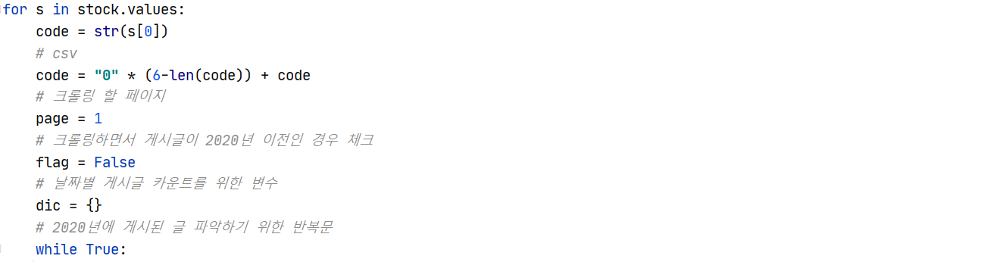 for s in stock.values:
    code = str(s[0])
    # csv
    code = "0" * (6-len(code)) + code
    # 크롤링 할 페이지
    page = 1
    # 크롤링하면서 게시글이 2020년 이전인 경우 체크
    flag = False
    # 날짜별 게시글 카운트를 위한 변수
    dic = {}
    # 2020년에 게시된 글 파악하기 위한 반복문
    while True: